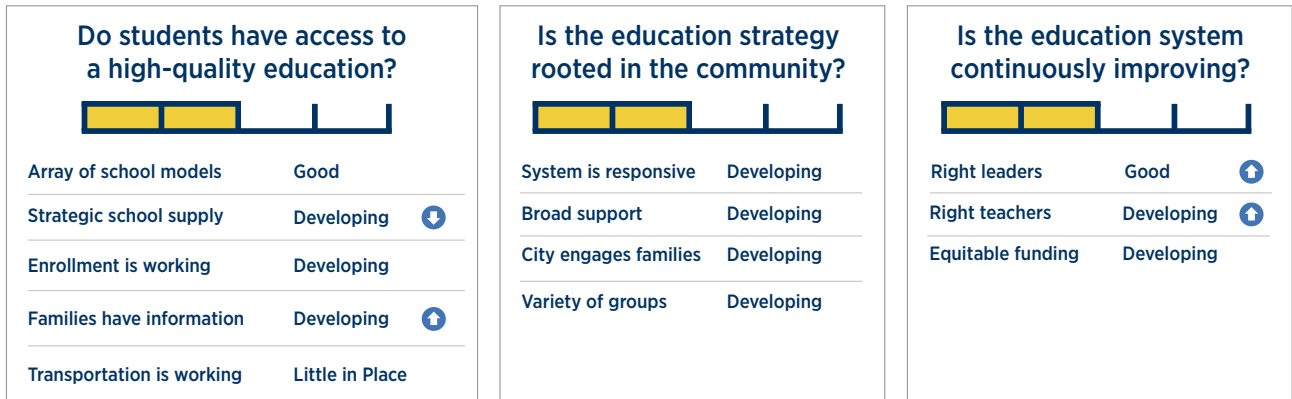 Do students have access to
a high-quality education?
Array of school models Good
Strategic school supply Developing
Enrollment is working Developing
Families have information Developing
Transportation is working Little in Place
Is the education strategy
rooted in the community?
System is responsive Developing
Broad support Developing
City engages families Developing
Variety of groups Developing
Is the education system
continuously improving?
Right leaders Good
Right teachers Developing
Equitable funding Developing